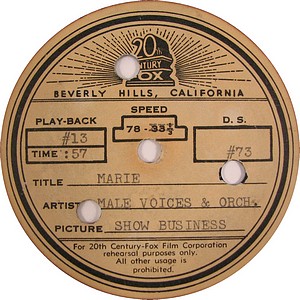 20th
CENTURY
FOX
BEVERLY HILLS, CALIFORNIA
PLAY-BACK SPEED D. S.
#13 78 - 33⅓ #73
TIME :57
TITLE MARIE
ARTIST MALE VOICES & ORCH.
PICTURE SHOW BUSINESS
For 20th Century-Fox Film Corporation
rehearsal purposes only.
All other usage is
prohibited.